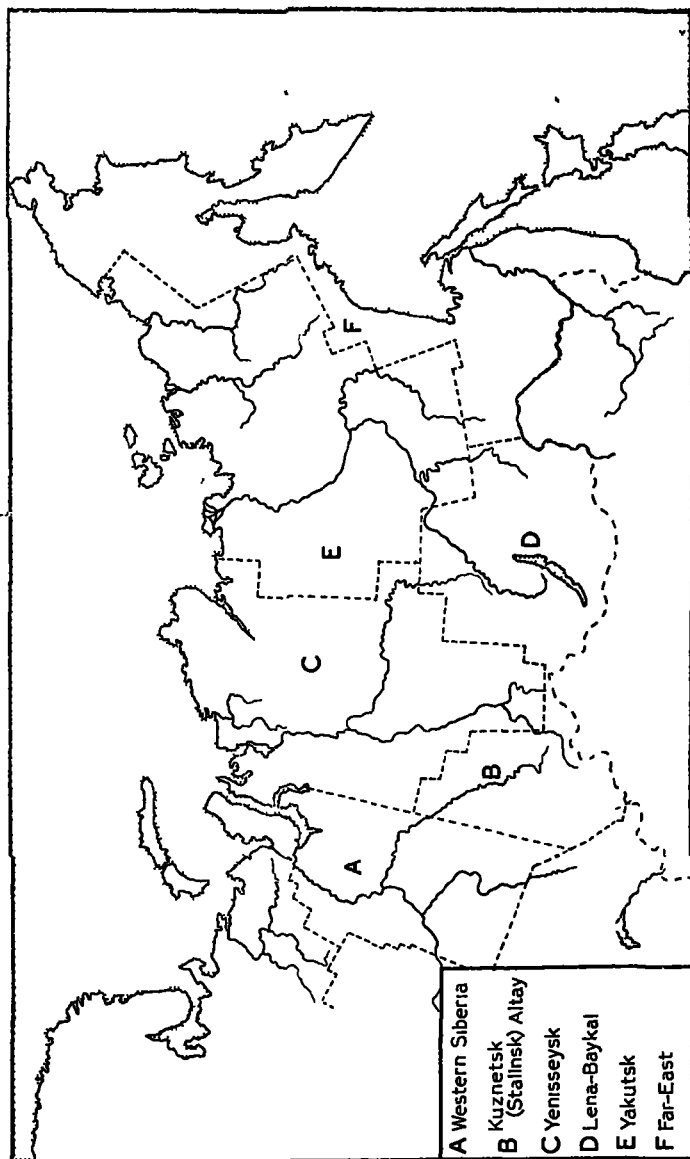 A
B
C
D
E
F
A Western Siberia
B Kuznetsk
(Stalinsk) Altay
C Yenisseysk
D Lena-Baykal
E Yakutsk
F Far-East